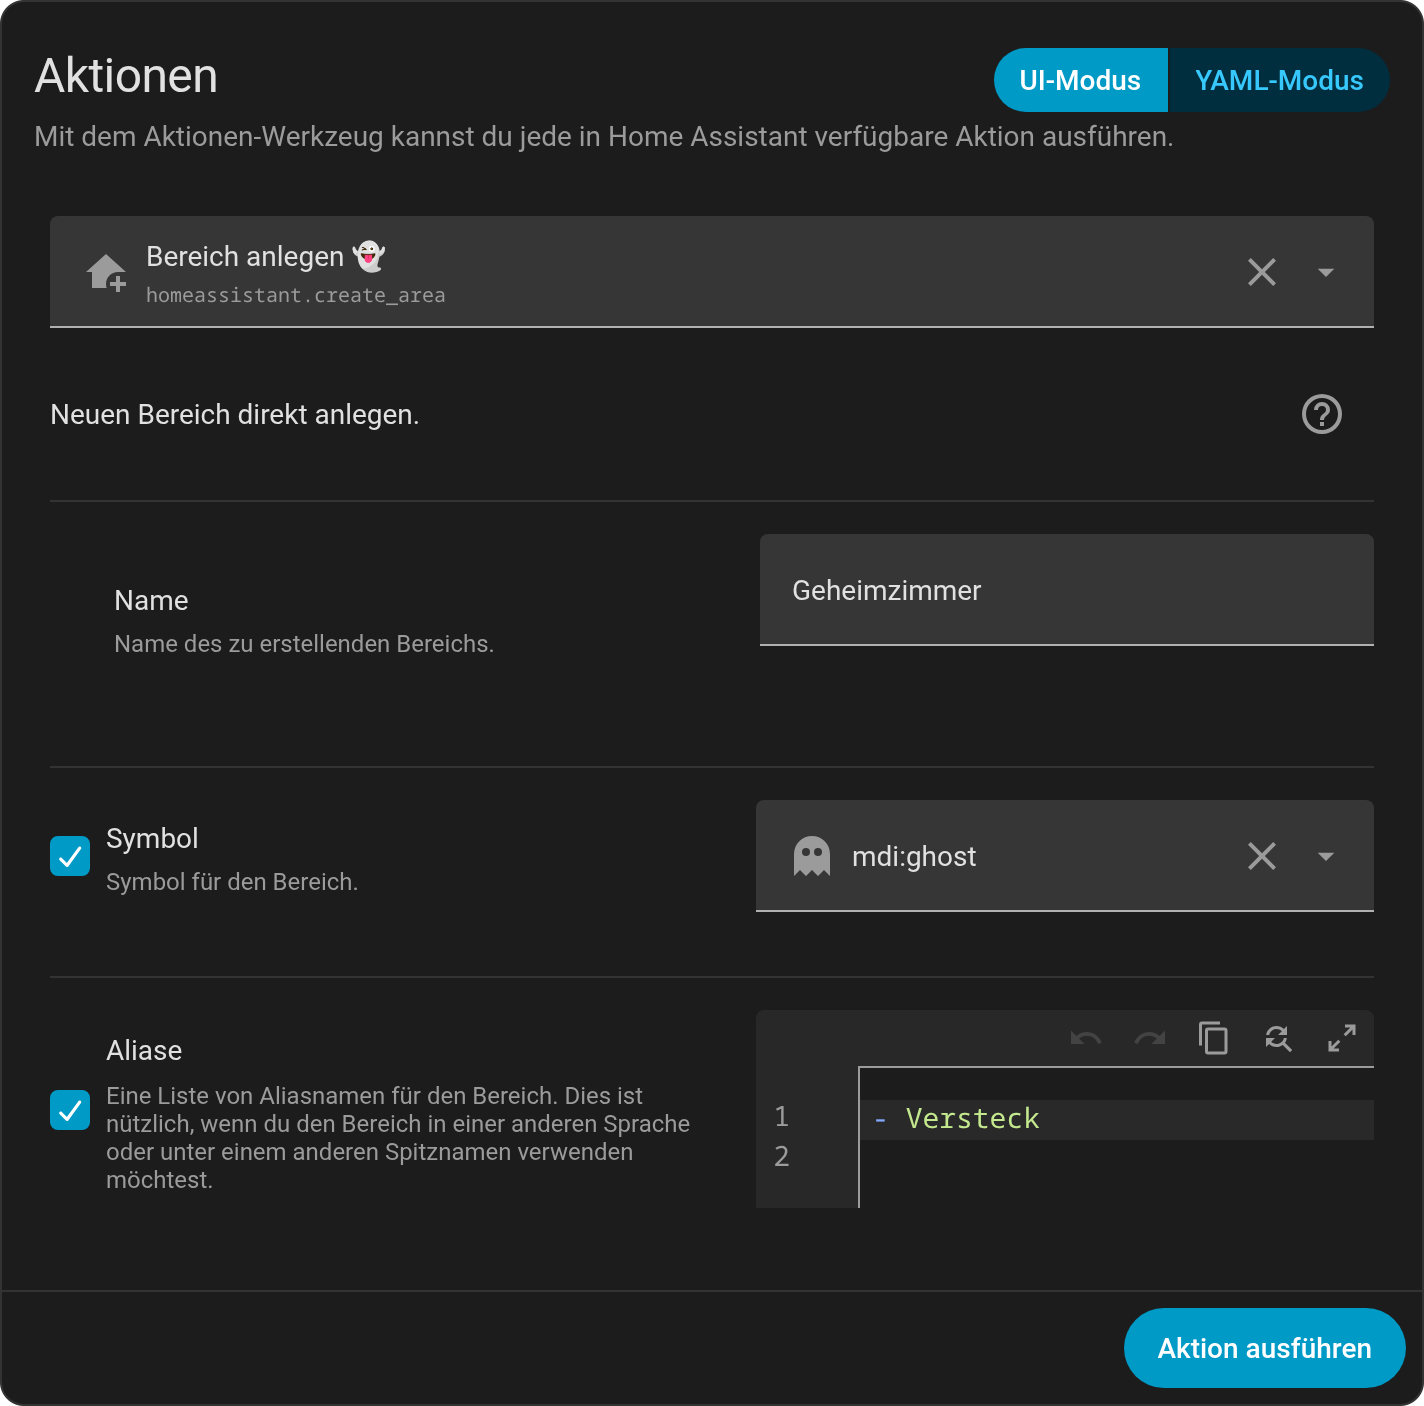 Aktionen
UI-Modus
YAML-Modus
Mit dem Aktionen-Werkzeug kannst du jede in Home Assistant verfügbare Aktion ausführen.
Bereich anlegen 👻
homeassistant.create_area
Neuen Bereich direkt anlegen.
Name
Name des zu erstellenden Bereichs.
Geheimzimmer
Symbol
Symbol für den Bereich.
mdi:ghost
Aliase
Eine Liste von Aliasnamen für den Bereich. Dies ist
nützlich, wenn du den Bereich in einer anderen Sprache
oder unter einem anderen Spitznamen verwenden
möchtest.
1 - Versteck
2
Aktion ausführen